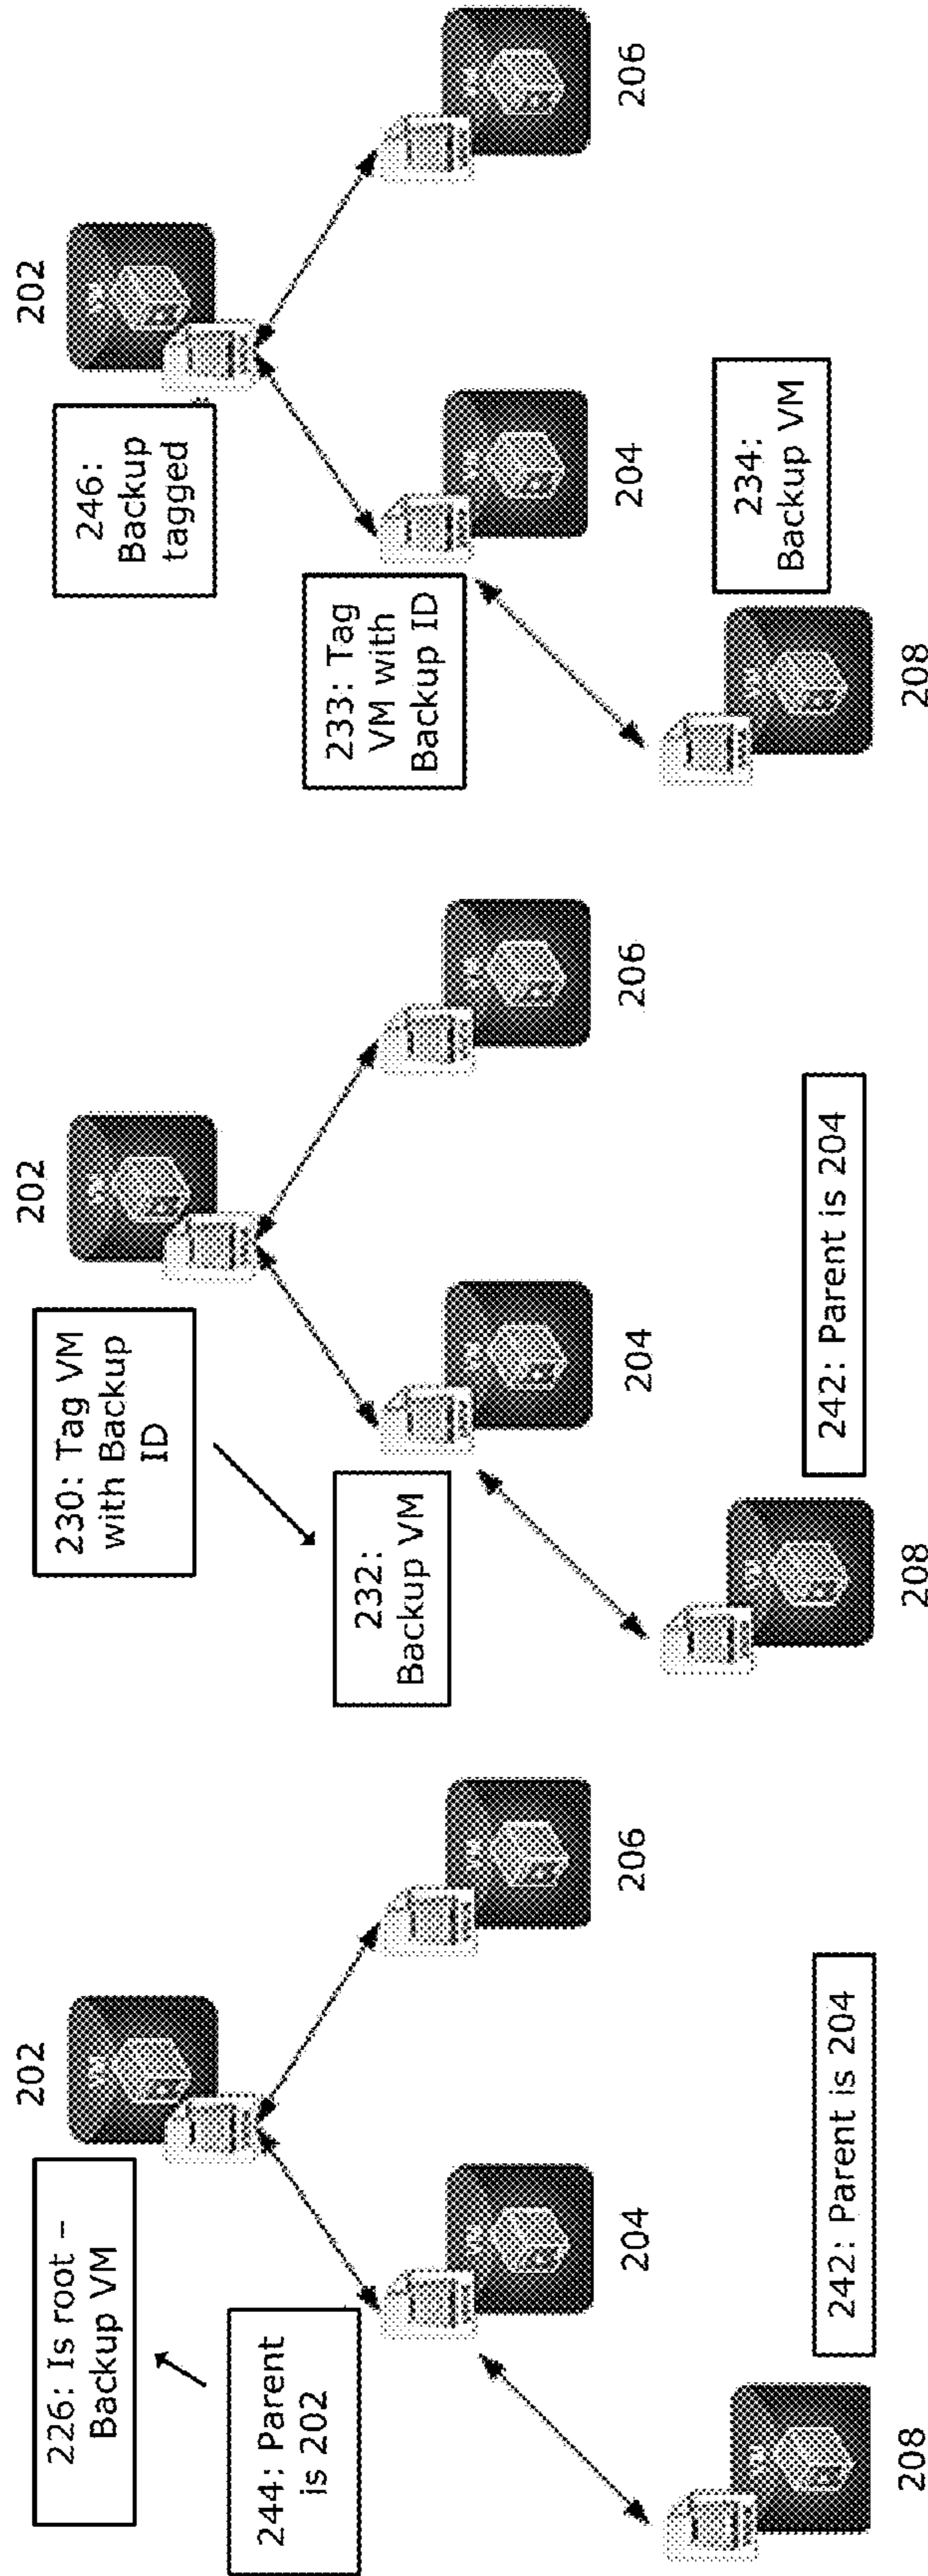 202
226: Is root –
Backup VM
244: Parent
is 202
204
206
242: Parent is 204
208
202
230: Tag VM
with Backup
ID
232:
Backup VM
204
206
242: Parent is 204
208
202
246:
Backup
tagged
233: Tag
VM with
Backup ID
204
206
234:
Backup VM
208